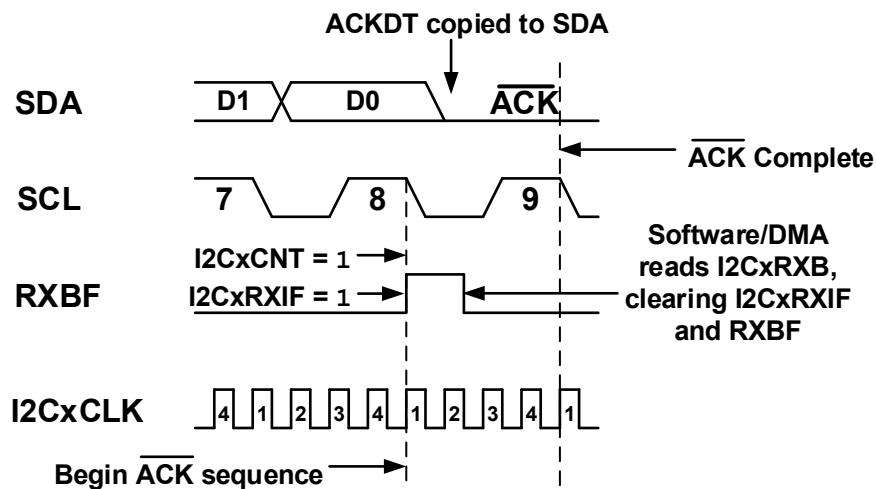 ACKDT copied to SDA
SDA
D1
D0
ACK
ACK Complete
SCL
7
8
9
I2CxCNT = 1
Software/DMA
reads I2CxRXB,
clearing I2CxRXIF
and RXBF
RXBF
I2CxRXIF = 1
I2CxCLK
4 1 2 3 4 1 2 3 4 1
Begin ACK sequence